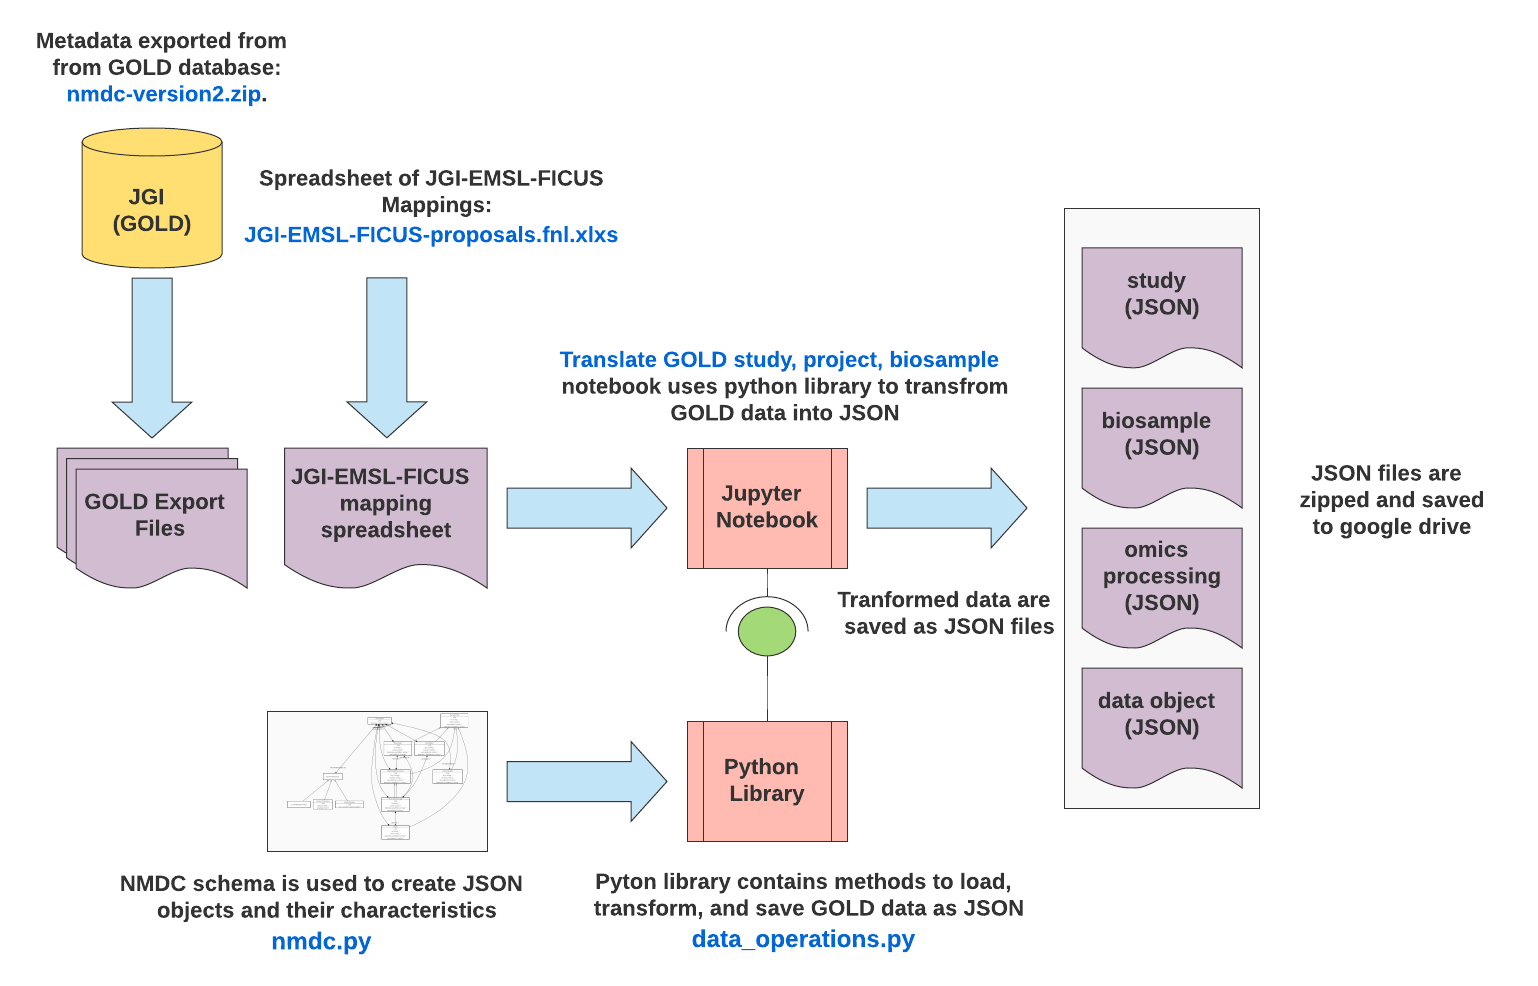 Metadata exported from
from GOLD database:
nmdc-version2.zip.
JGI
(GOLD)
Spreadsheet of JGI-EMSL-FICUS
Mappings:
JGI-EMSL-FICUS-proposals.fnl.xlxs
GOLD Export
Files
JGI-EMSL-FICUS
mapping
spreadsheet
Translate GOLD study, project, biosample
notebook uses python library to transfrom
GOLD data into JSON
Jupyter
Notebook
Tranformed data are
saved as JSON files
study
(JSON)
biosample
(JSON)
omics
processing
(JSON)
data object
(JSON)
JSON files are
zipped and saved
to google drive
NMDC schema is used to create JSON
objects and their characteristics
nmdc.py
Python
Library
Pyton library contains methods to load,
transform, and save GOLD data as JSON
data_operations.py